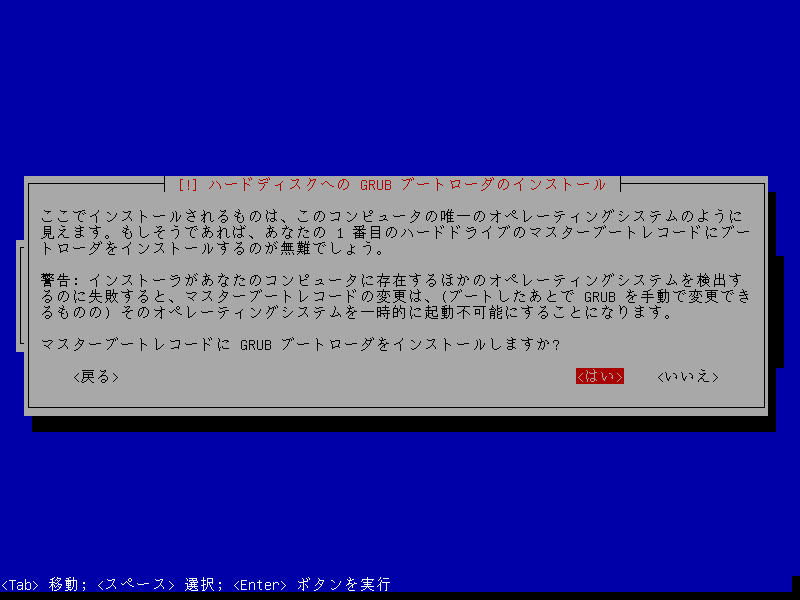 [!] ハードディスクへの GRUB ブートローダのインストール
ここでインストールされるものは、このコンピュータの唯一のオペレーティングシステムのように
見えます。もしそうであれば、あなたの 1 番目のハードドライブのマスターブートレコードにブー
トローダをインストールするのが無難でしょう。
警告: インストーラがあなたのコンピュータに存在するほかのオペレーティングシステムを検出す
るのに失敗すると、マスターブートレコードの変更は、(ブートしたあとで GRUB を手動で変更でき
るものの) そのオペレーティングシステムを一時的に起動不可能にすることになります。
マスターブートレコードに GRUB ブートローダをインストールしますか?
<戻る> <はい> <いいえ>
<Tab> 移動; <スペース> 選択; <Enter> ボタンを実行